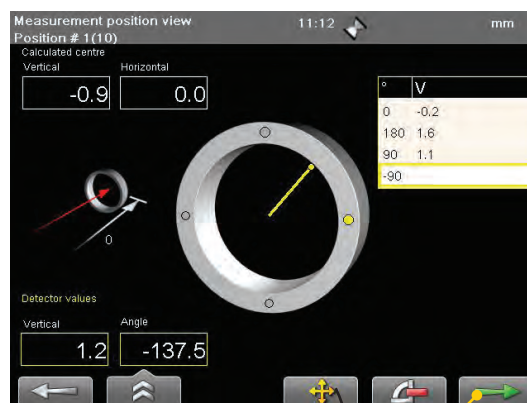 Measurement position view 11:12 mm
Position # 1(10)
Calculated centre
Vertical Horizontal
-0.9 0.0
° V
0 -0.2
180 1.6
90 1.1
-90
0
Detector values
Vertical Angle
1.2 -137.5